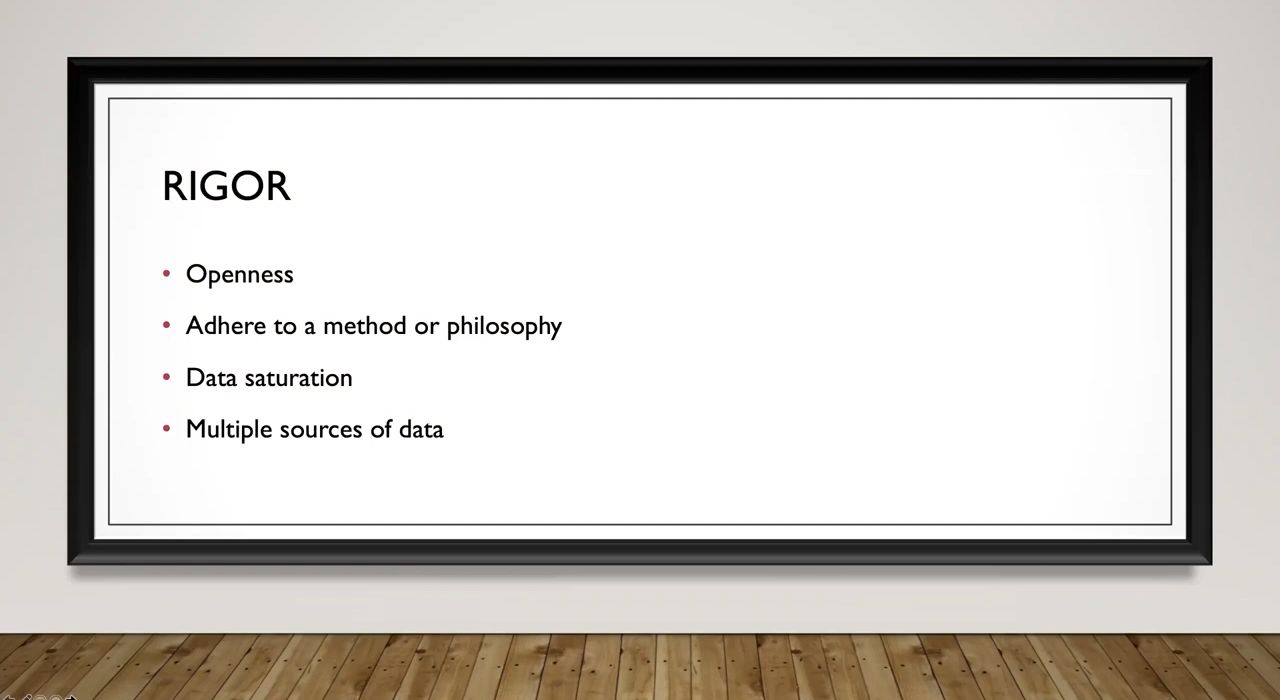 RIGOR
• Openness
• Adhere to a method or philosophy
• Data saturation
• Multiple sources of data